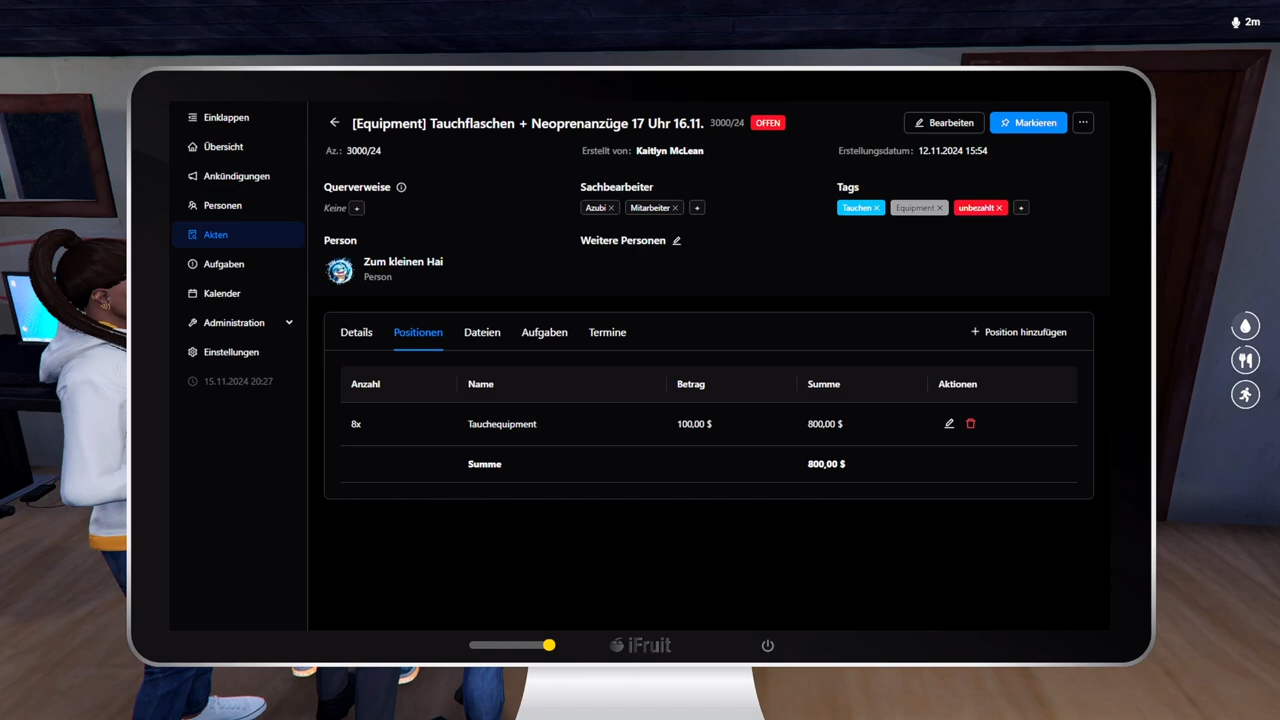 2m
Einklappen
Übersicht
Ankündigungen
Personen
Akten
Aufgaben
Kalender
Administration
Einstellungen
15.11.2024 20:27
[Equipment] Tauchflaschen + Neoprenanzüge 17 Uhr 16.11. 3000/24 OFFEN
Bearbeiten
Markieren
Az.: 3000/24
Erstellt von: Kaitlyn McLean
Erstellungsdatum: 12.11.2024 15:54
Querverweise
Keine +
Sachbearbeiter
Azubi × Mitarbeiter × +
Tags
Tauchen × Equipment × unbezahlt × +
Person
Zum kleinen Hai
Person
Weitere Personen
Details Positionen Dateien Aufgaben Termine + Position hinzufügen
Anzahl Name Betrag Summe Aktionen
8x Tauchequipment 100,00 $ 800,00 $
Summe 800,00 $
iFruit